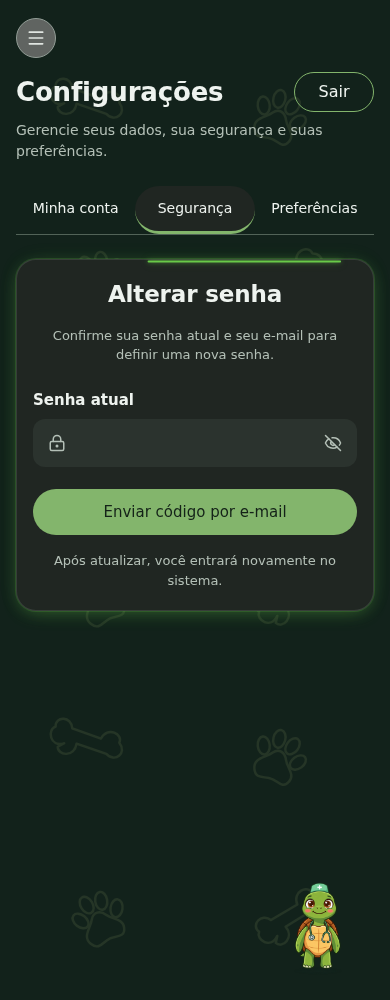 Configurações
Sair
Gerencie seus dados, sua segurança e suas
preferências.
Minha conta
Segurança
Preferências
Alterar senha
Confirme sua senha atual e seu e-mail para
definir uma nova senha.
Senha atual
Enviar código por e-mail
Após atualizar, você entrará novamente no
sistema.